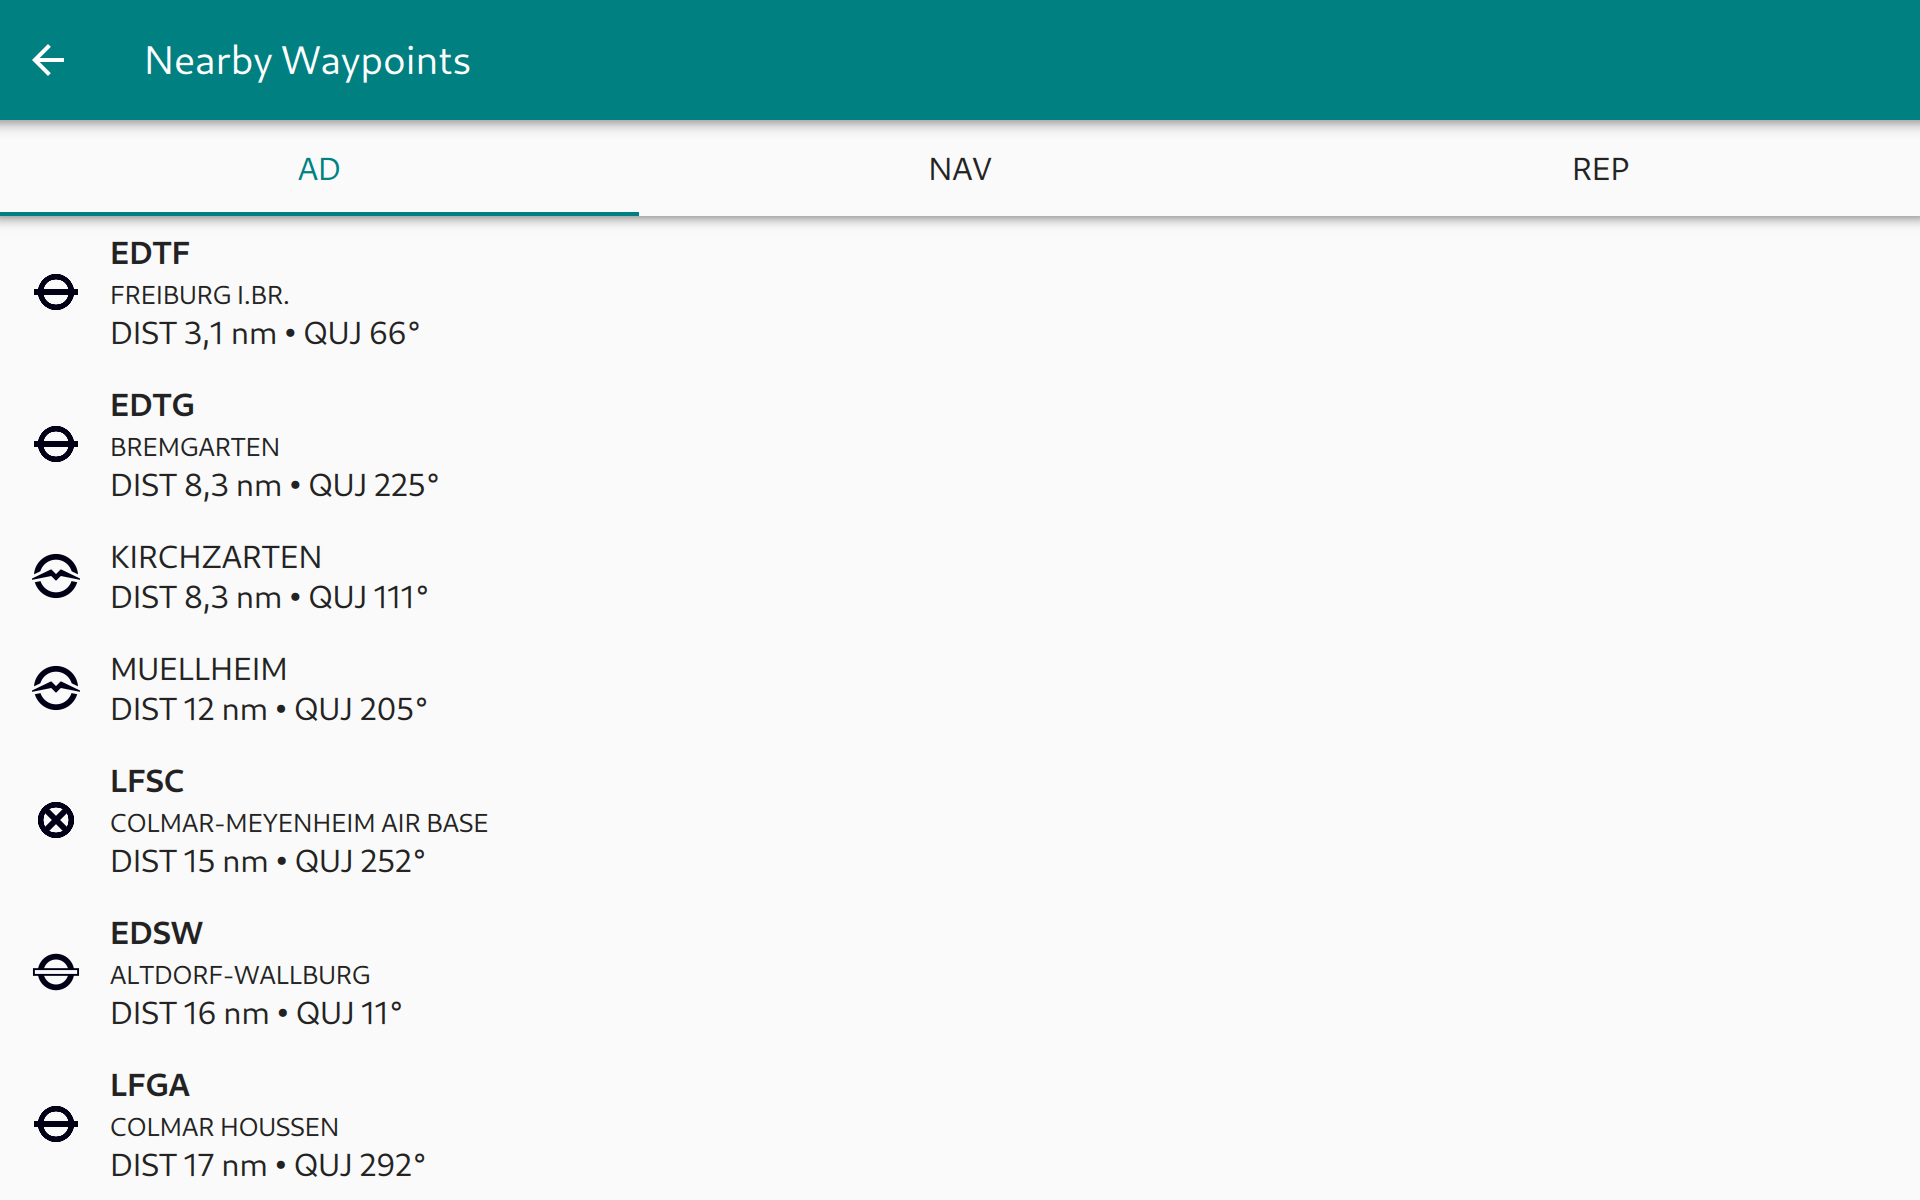 Nearby Waypoints
AD
NAV
REP
EDTF
FREIBURG I.BR.
DIST 3,1 nm • QUJ 66°
EDTG
BREMGARTEN
DIST 8,3 nm • QUJ 225°
KIRCHZARTEN
DIST 8,3 nm • QUJ 111°
MUELLHEIM
DIST 12 nm • QUJ 205°
LFSC
COLMAR-MEYENHEIM AIR BASE
DIST 15 nm • QUJ 252°
EDSW
ALTDORF-WALLBURG
DIST 16 nm • QUJ 11°
LFGA
COLMAR HOUSSEN
DIST 17 nm • QUJ 292°